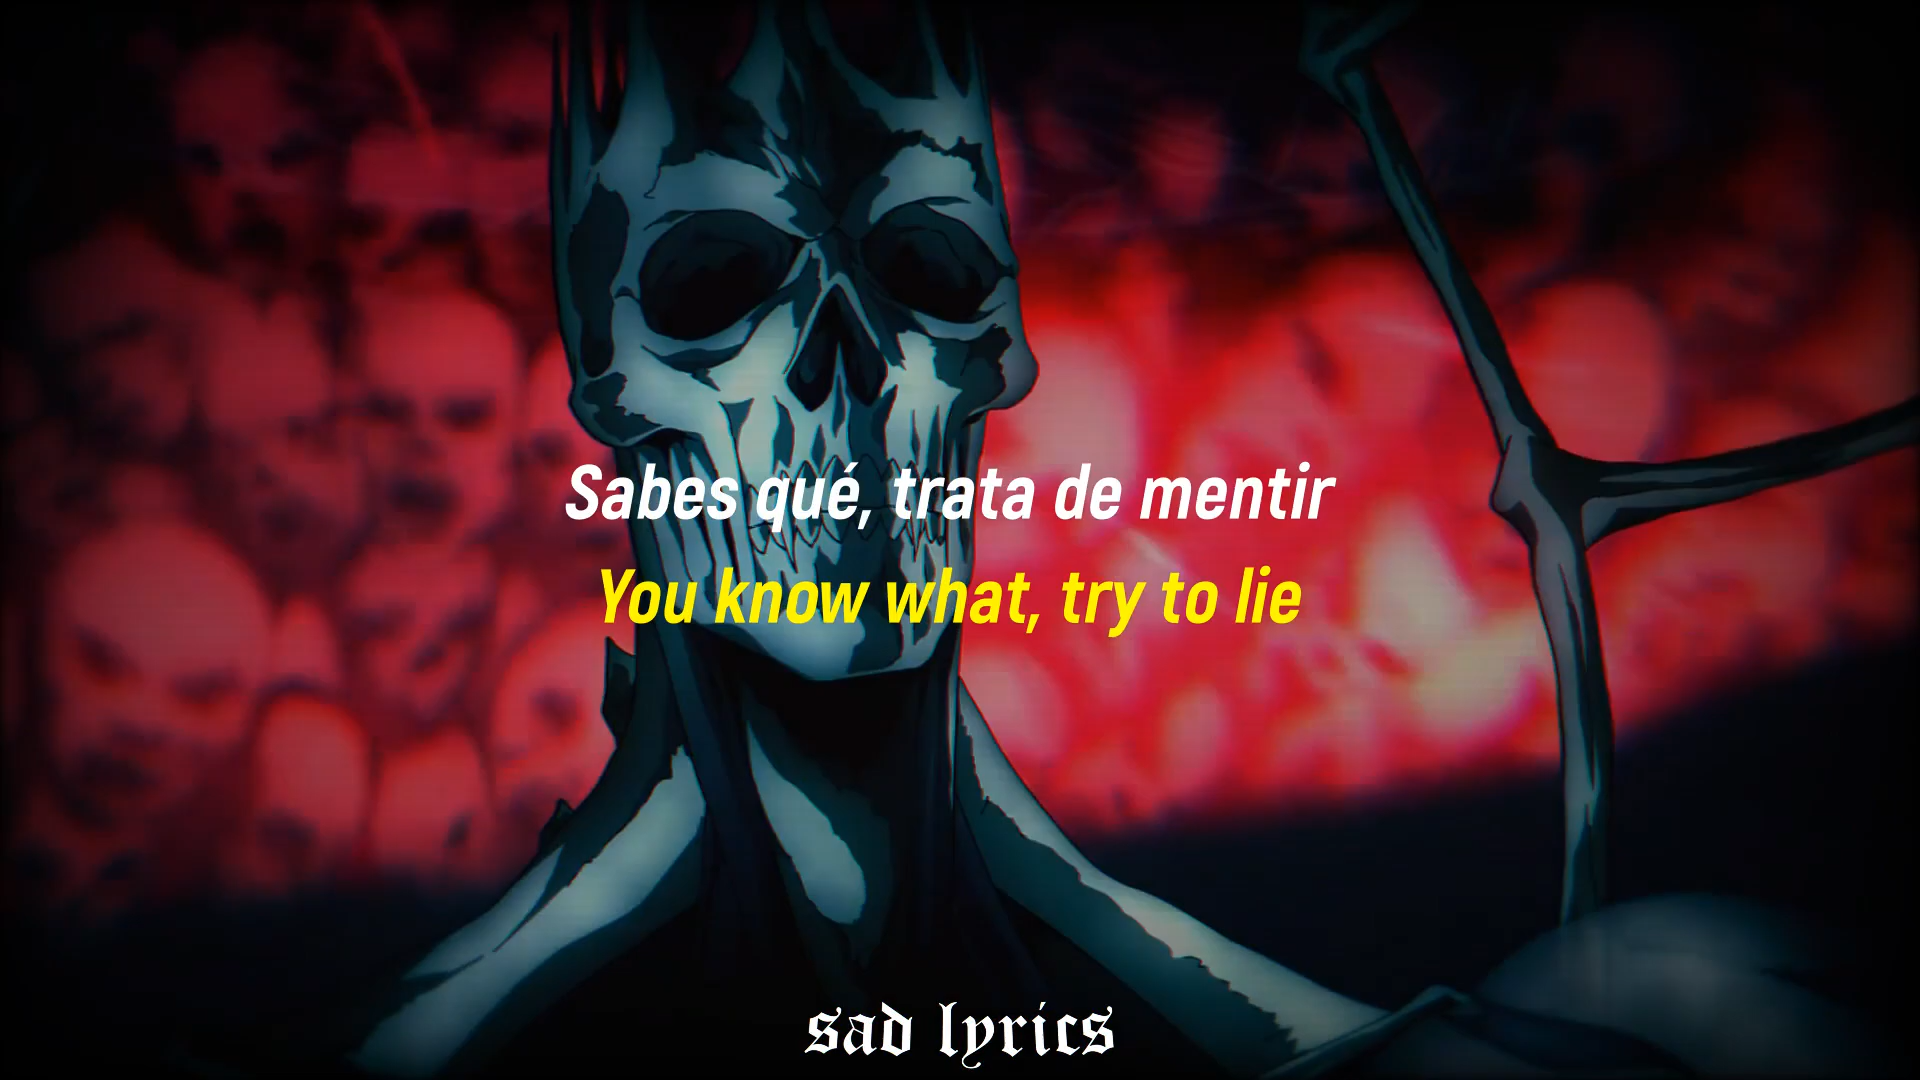 Sabes qué, trata de mentir
You know what, try to lie
sad lyrics